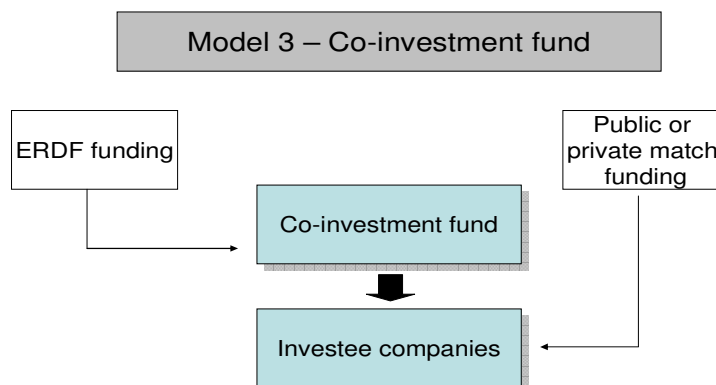 Model 3 – Co-investment fund
ERDF funding
Public or
private match
funding
Co-investment fund
Investee companies